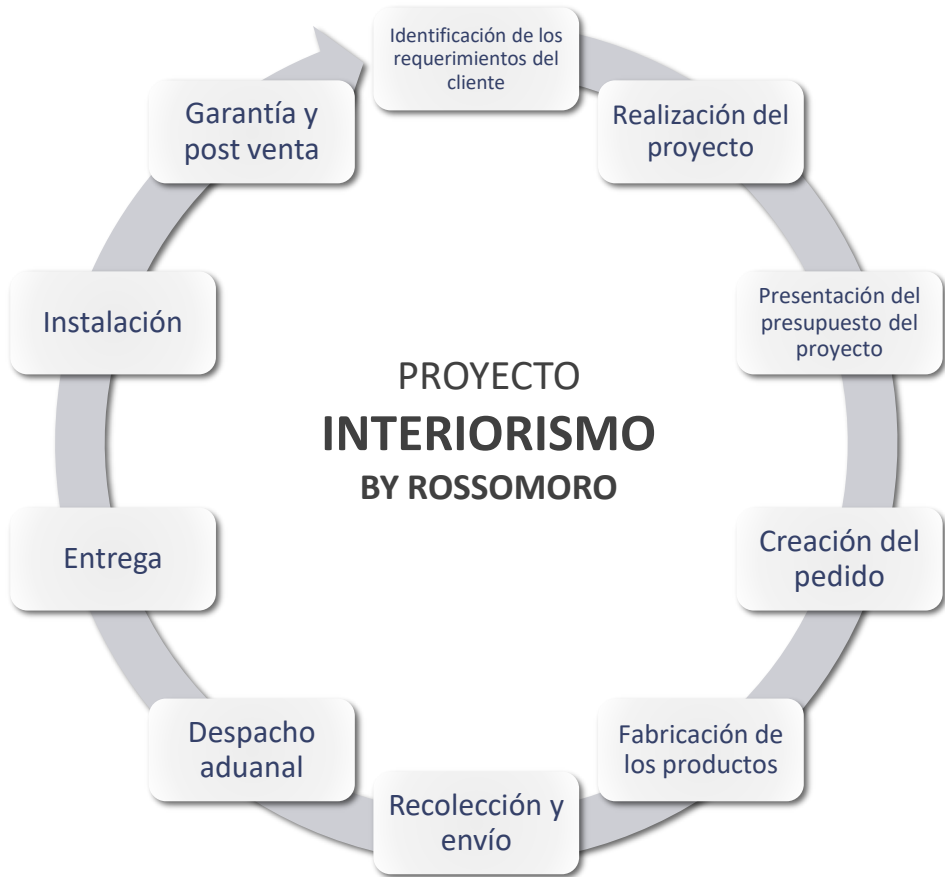 Identificación de los
requerimientos del
cliente
Realización del
proyecto
Presentación del
presupuesto del
proyecto
Creación del
pedido
Fabricación de
los productos
Recolección y
envío
Despacho
aduanal
Entrega
Instalación
Garantía y
post venta
PROYECTO
INTERIORISMO
BY ROSSOMORO